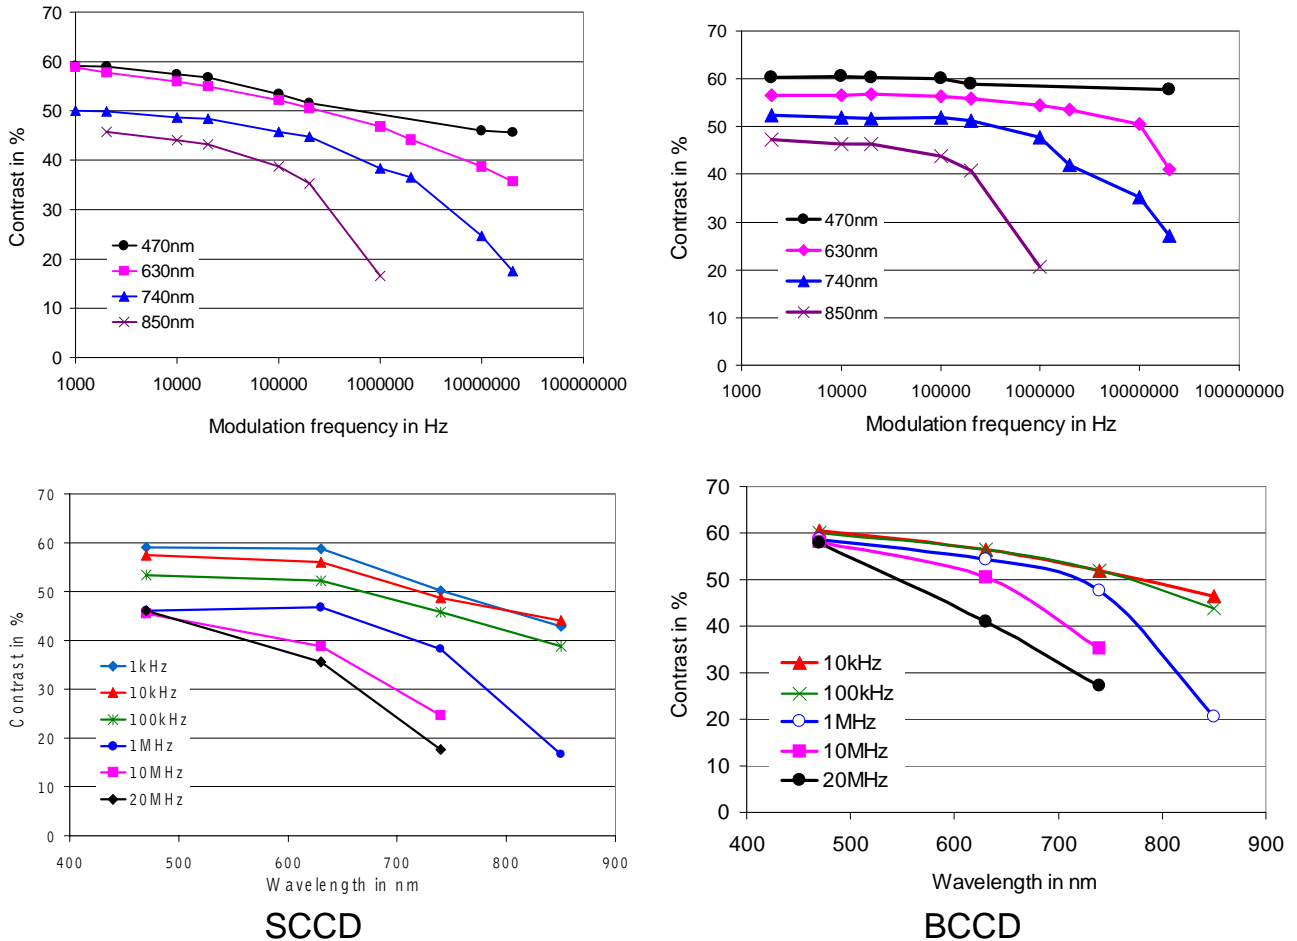 70
60
50
40
30
20
10
0
1000 10000 100000 1000000 10000000 100000000
Contrast in %
Modulation frequency in Hz
470nm
630nm
740nm
850nm
70
60
50
40
30
20
10
0
1000 10000 100000 1000000 10000000 100000000
Contrast in %
Modulation frequency in Hz
470nm
630nm
740nm
850nm
70
60
50
40
30
20
10
0
400 500 600 700 800 900
Contrast in %
Wavelength in nm
1kHz
10kHz
100kHz
1MHz
10MHz
20MHz
SCCD
70
60
50
40
30
20
10
0
400 500 600 700 800 900
Contrast in %
Wavelength in nm
10kHz
100kHz
1MHz
10MHz
20MHz
BCCD